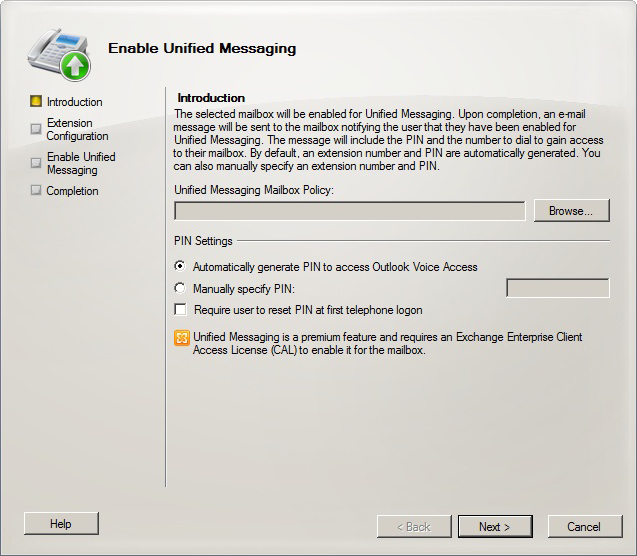 Enable Unified Messaging
Introduction
Extension
Configuration
Enable Unified
Messaging
Completion
Introduction
The selected mailbox will be enabled for Unified Messaging. Upon completion, an e-mail
message will be sent to the mailbox notifying the user that they have been enabled for
Unified Messaging. The message will include the PIN and the number to dial to gain access
to their mailbox. By default, an extension number and PIN are automatically generated. You
can also manually specify an extension number and PIN.
Unified Messaging Mailbox Policy:
Browse...
PIN Settings
Automatically generate PIN to access Outlook Voice Access
Manually specify PIN:
Require user to reset PIN at first telephone logon
Unified Messaging is a premium feature and requires an Exchange Enterprise Client
Access License (CAL) to enable it for the mailbox.
Help
< Back
Next >
Cancel